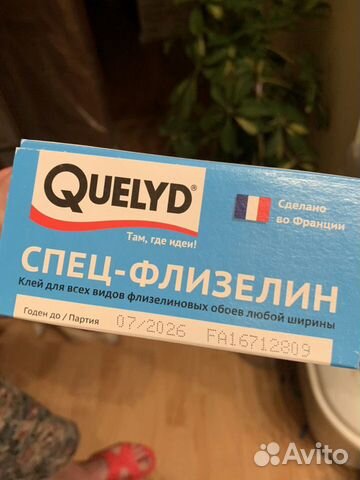 QUELYD®
Там, где идеи!
Сделано
во Франции
СПЕЦ-ФЛИЗЕЛИН
Клей для всех видов флизелиновых обоев любой ширины
Годен до / Партия 07/2026 FA16712809
Avito